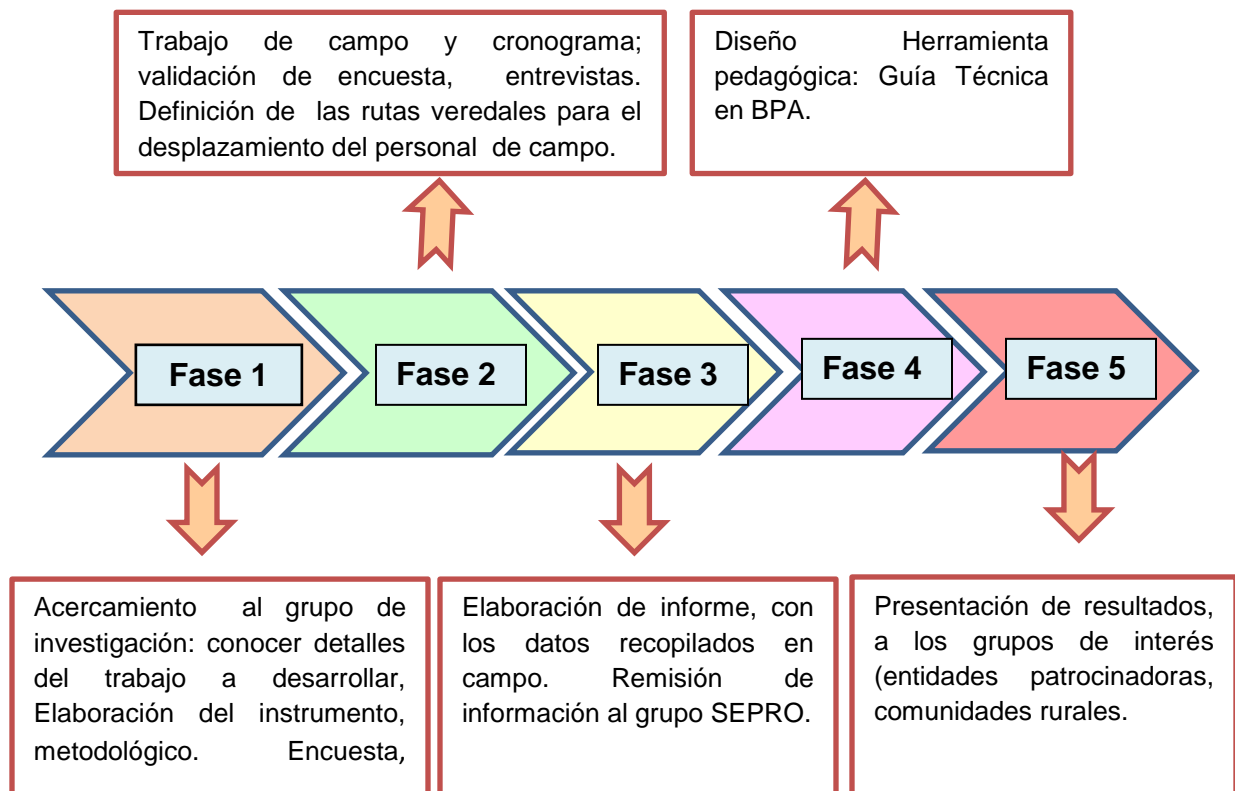 Trabajo de campo y cronograma;
validación de encuesta, entrevistas.
Definición de las rutas veredales para el
desplazamiento del personal de campo.
Diseño Herramienta
pedagógica: Guía Técnica
en BPA.
Fase 1
Fase 2
Fase 3
Fase 4
Fase 5
Acercamiento al grupo de
investigación: conocer detalles
del trabajo a desarrollar,
Elaboración del instrumento,
metodológico. Encuesta,
Elaboración de informe, con
los datos recopilados en
campo. Remisión de
información al grupo SEPRO.
Presentación de resultados,
a los grupos de interés
(entidades patrocinadoras,
comunidades rurales.